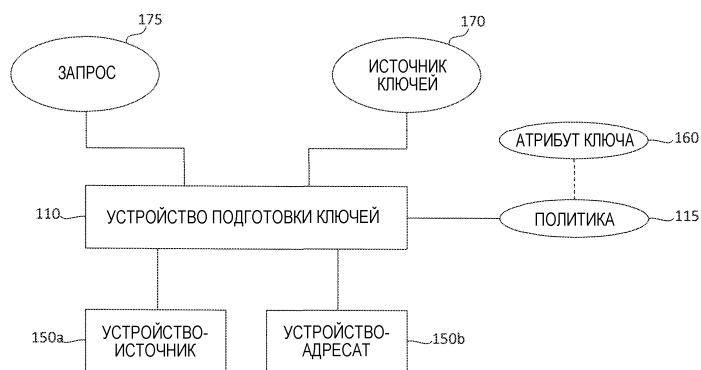 175
ЗАПРОС
170
ИСТОЧНИК
КЛЮЧЕЙ
АТРИБУТ КЛЮЧА
160
110
УСТРОЙСТВО ПОДГОТОВКИ КЛЮЧЕЙ
ПОЛИТИКА
115
150a
УСТРОЙСТВО-
ИСТОЧНИК
УСТРОЙСТВО-
АДРЕСАТ
150b